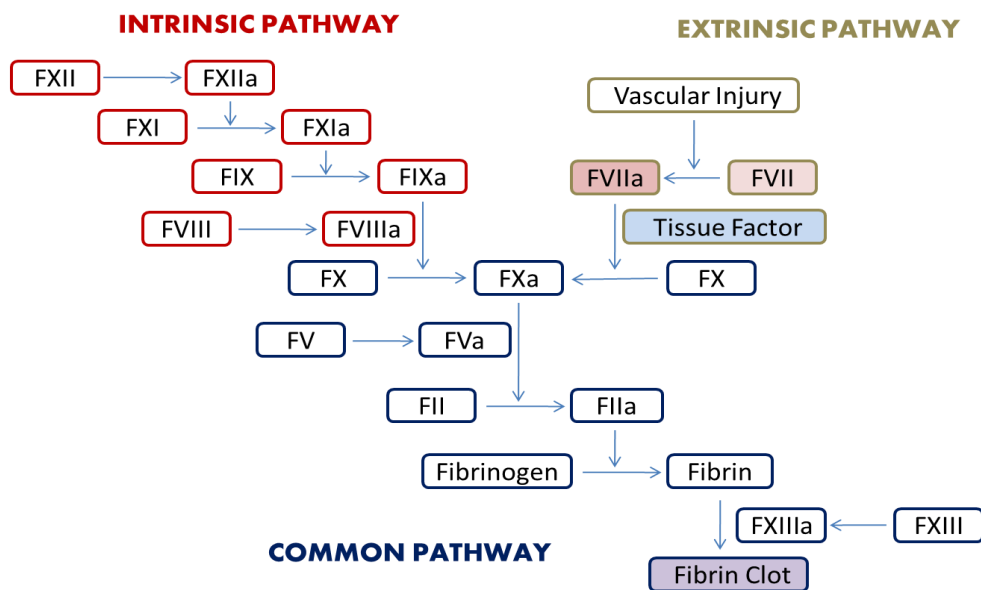 INTRINSIC PATHWAY
EXTRINSIC PATHWAY
FXII
FXIIa
Vascular Injury
FXI
FXIa
FIX
FIXa
FVIIa
FVII
FVIII
FVIIIa
Tissue Factor
FX
FXa
FX
FV
FVa
FII
FIIa
Fibrinogen
Fibrin
FXIIIa
FXIII
COMMON PATHWAY
Fibrin Clot